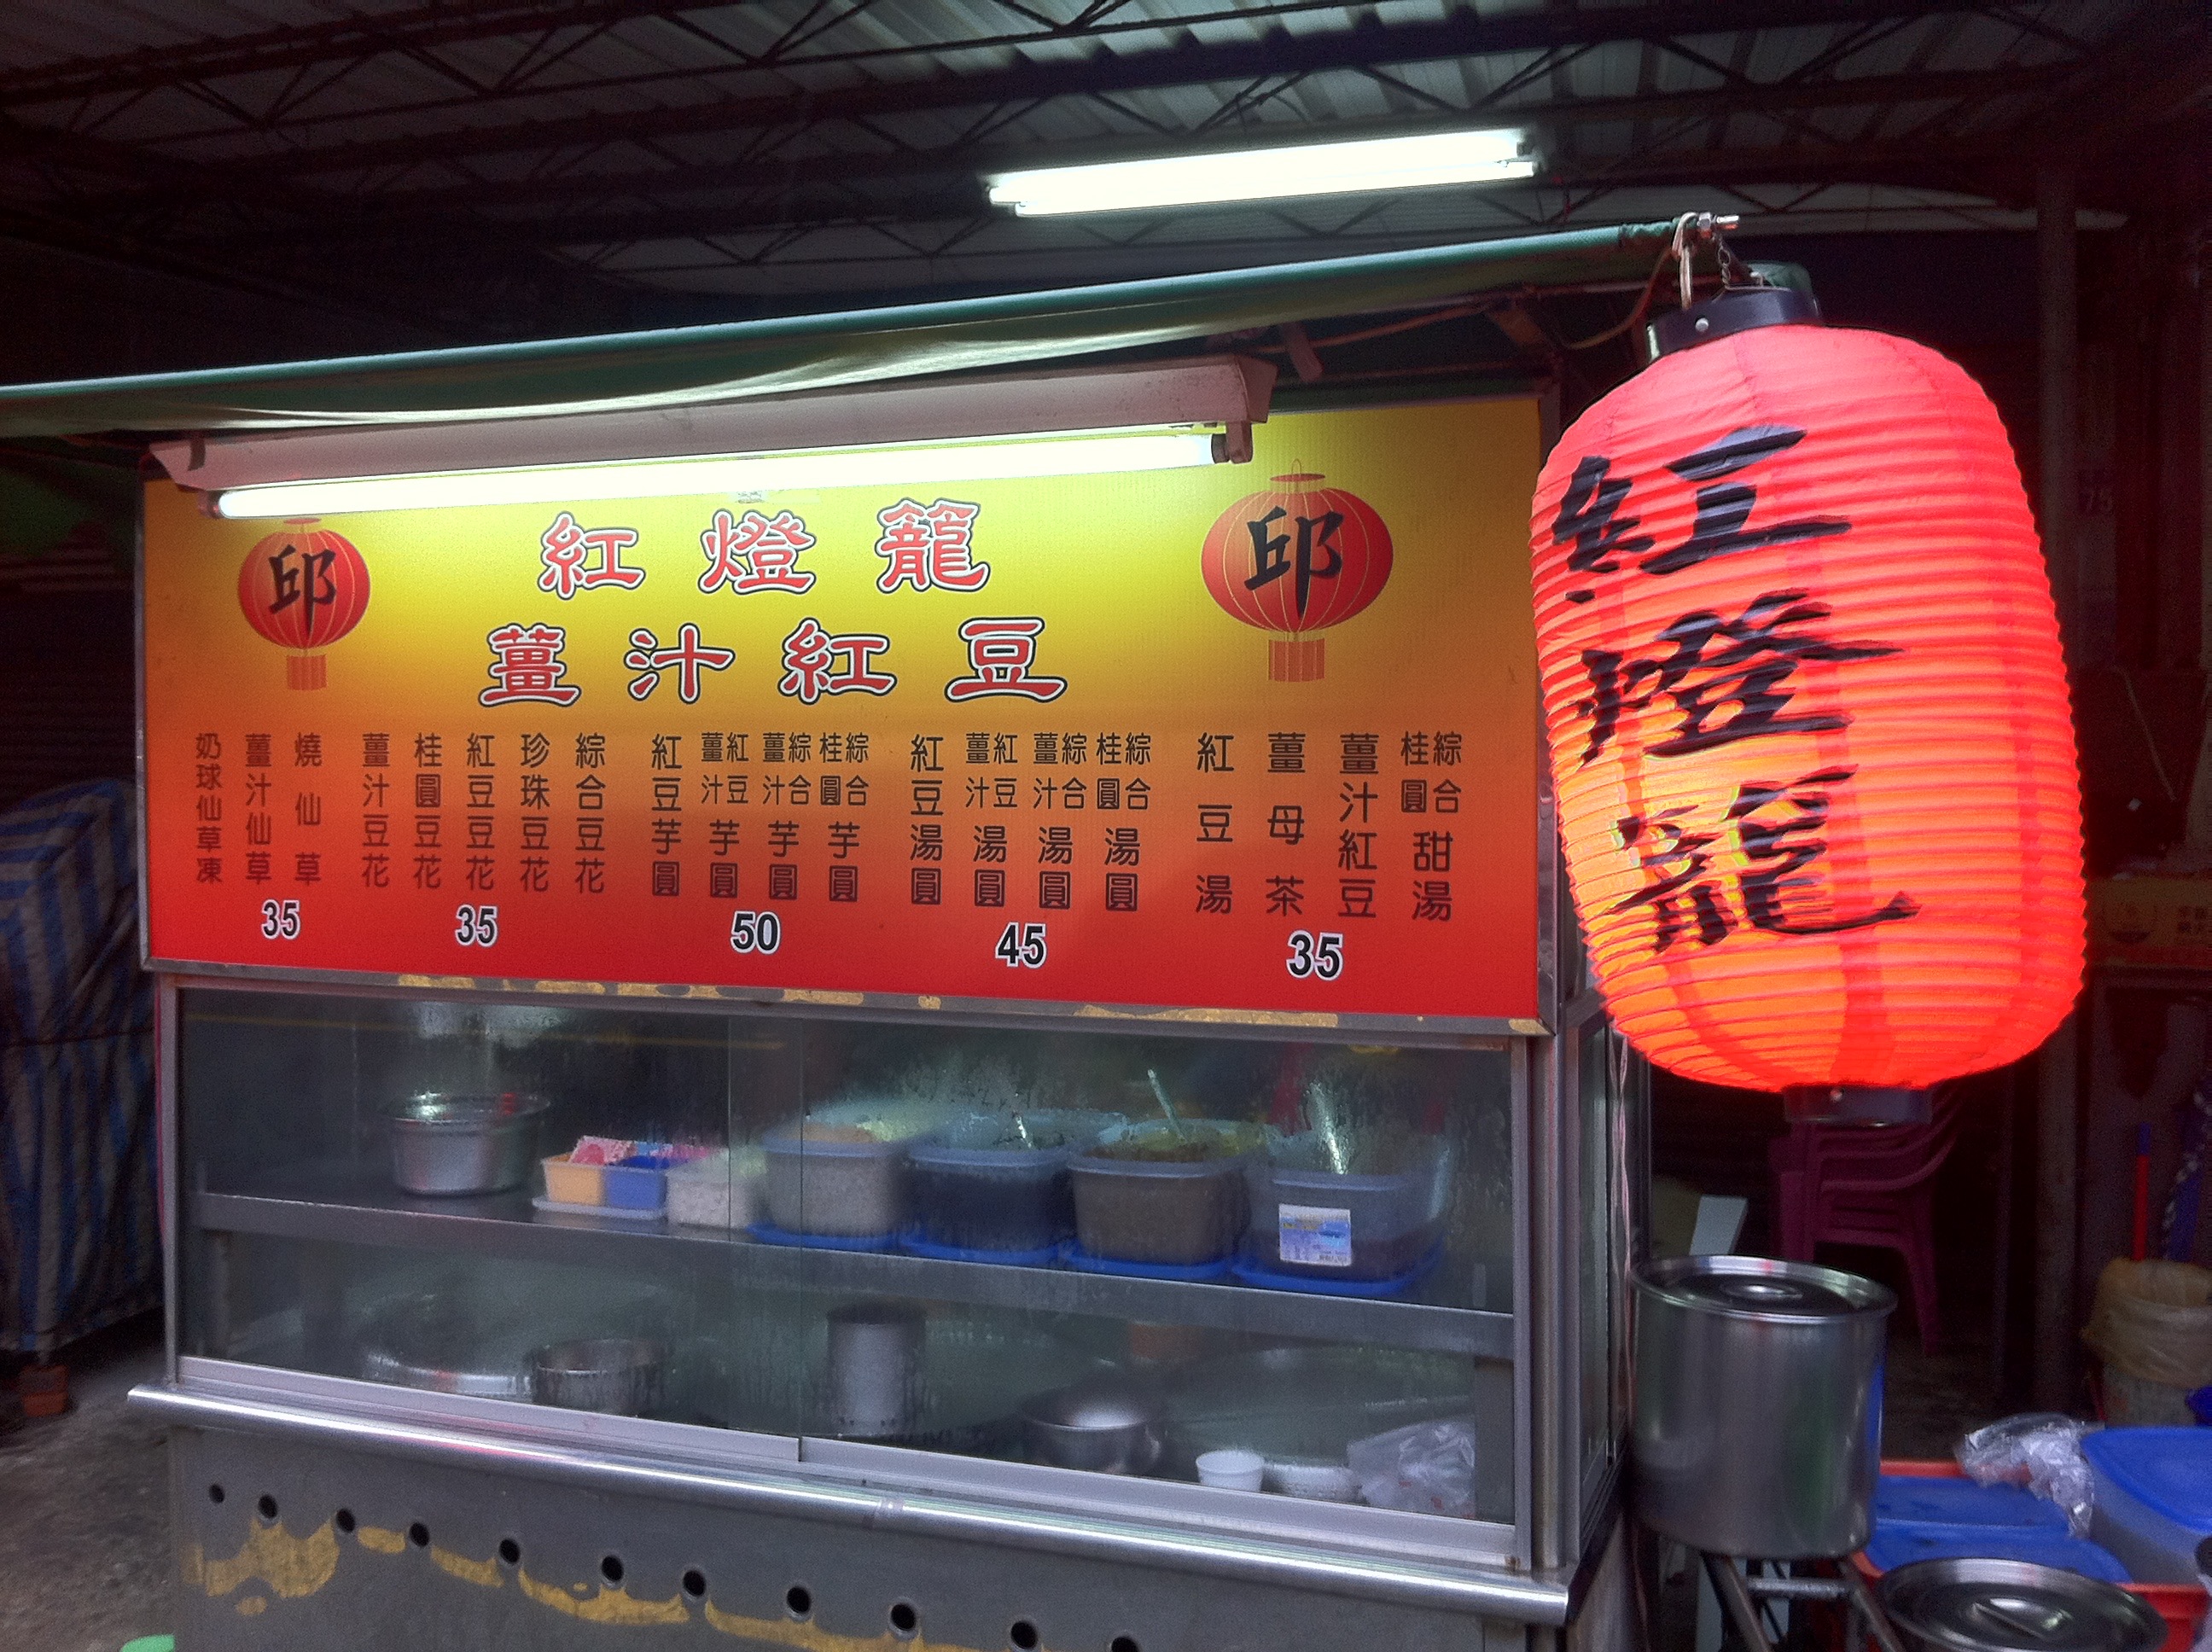 紅燈籠
薑汁紅豆
邱
邱
桂圓綜合甜湯
薑汁紅豆
薑母茶
紅豆湯
35
桂圓綜合湯圓
薑汁綜合湯圓
薑汁紅豆湯圓
紅豆湯圓
45
桂圓綜合芋圓
薑汁綜合芋圓
薑汁紅豆芋圓
紅豆芋圓
50
綜合豆花
珍珠豆花
紅豆豆花
桂圓豆花
薑汁豆花
35
燒仙草
薑汁仙草
奶球仙草凍
35
紅燈籠